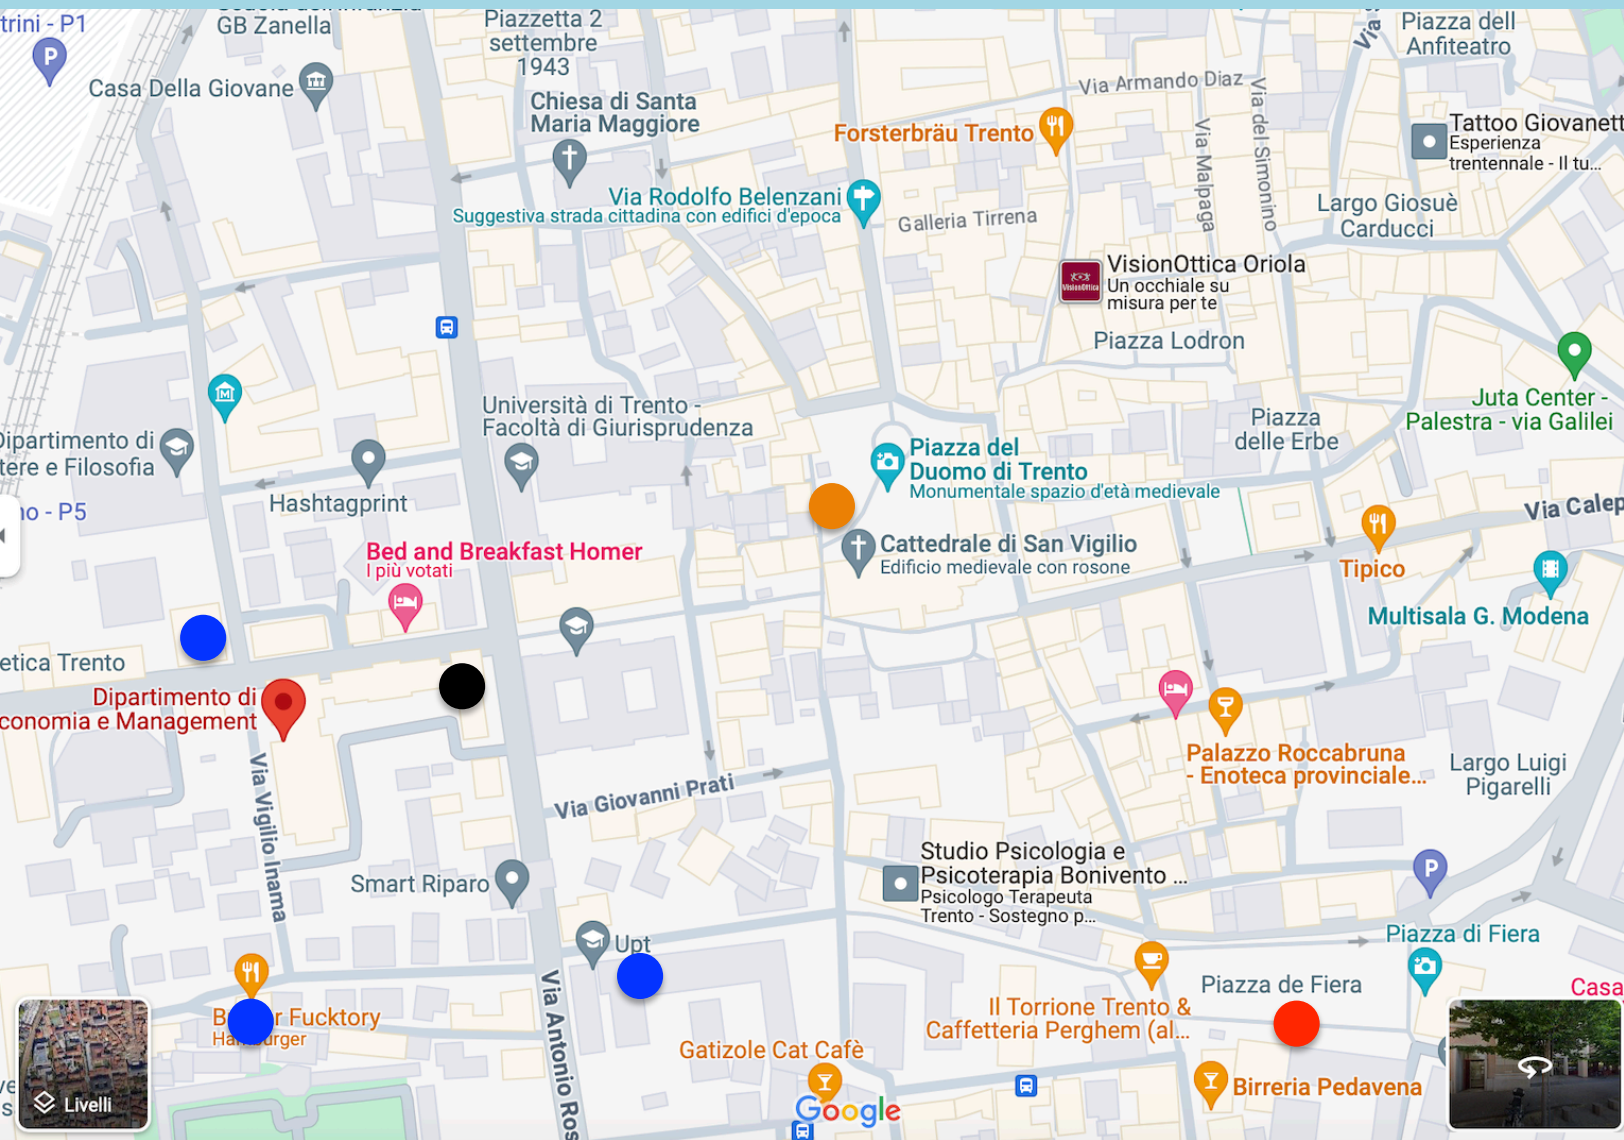 trini - P1
GB Zanella
Piazzetta 2
settembre
1943
Piazza dell
Anfiteatro
Casa Della Giovane
Chiesa di Santa
Maria Maggiore
Forsterbräu Trento
Via Armando Diaz
Via del Simonino
Via Malpaga
Tattoo Giovanett
Esperienza
trentennale - Il tu...
Via Rodolfo Belenzani
Suggestiva strada cittadina con edifici d'epoca
Galleria Tirrena
Largo Giosuè
Carducci
VisionOttica Oriola
Un occhiale su
misura per te
VisionOttica
Piazza Lodron
Juta Center -
Palestra - via Galilei
Università di Trento -
Facoltà di Giurisprudenza
Piazza
delle Erbe
Dipartimento di
tere e Filosofia
Hashtagprint
no - P5
Piazza del
Duomo di Trento
Monumentale spazio d'età medievale
Via Calep
Bed and Breakfast Homer
I più votati
Cattedrale di San Vigilio
Edificio medievale con rosone
Tipico
Multisala G. Modena
etica Trento
Dipartimento di
conomia e Management
Via Vigilio Inama
Via Giovanni Prati
Palazzo Roccabruna
- Enoteca provinciale...
Largo Luigi
Pigarelli
Smart Riparo
Studio Psicologia e
Psicoterapia Bonivento ...
Psicologo Terapeuta
Trento - Sostegno p...
Upt
Piazza di Fiera
Piazza de Fiera
Via Antonio Ros
Casa
Il Torrione Trento &
Caffetteria Perghem (al...
Gatizole Cat Cafè
Birreria Pedavena
Livelli
Google